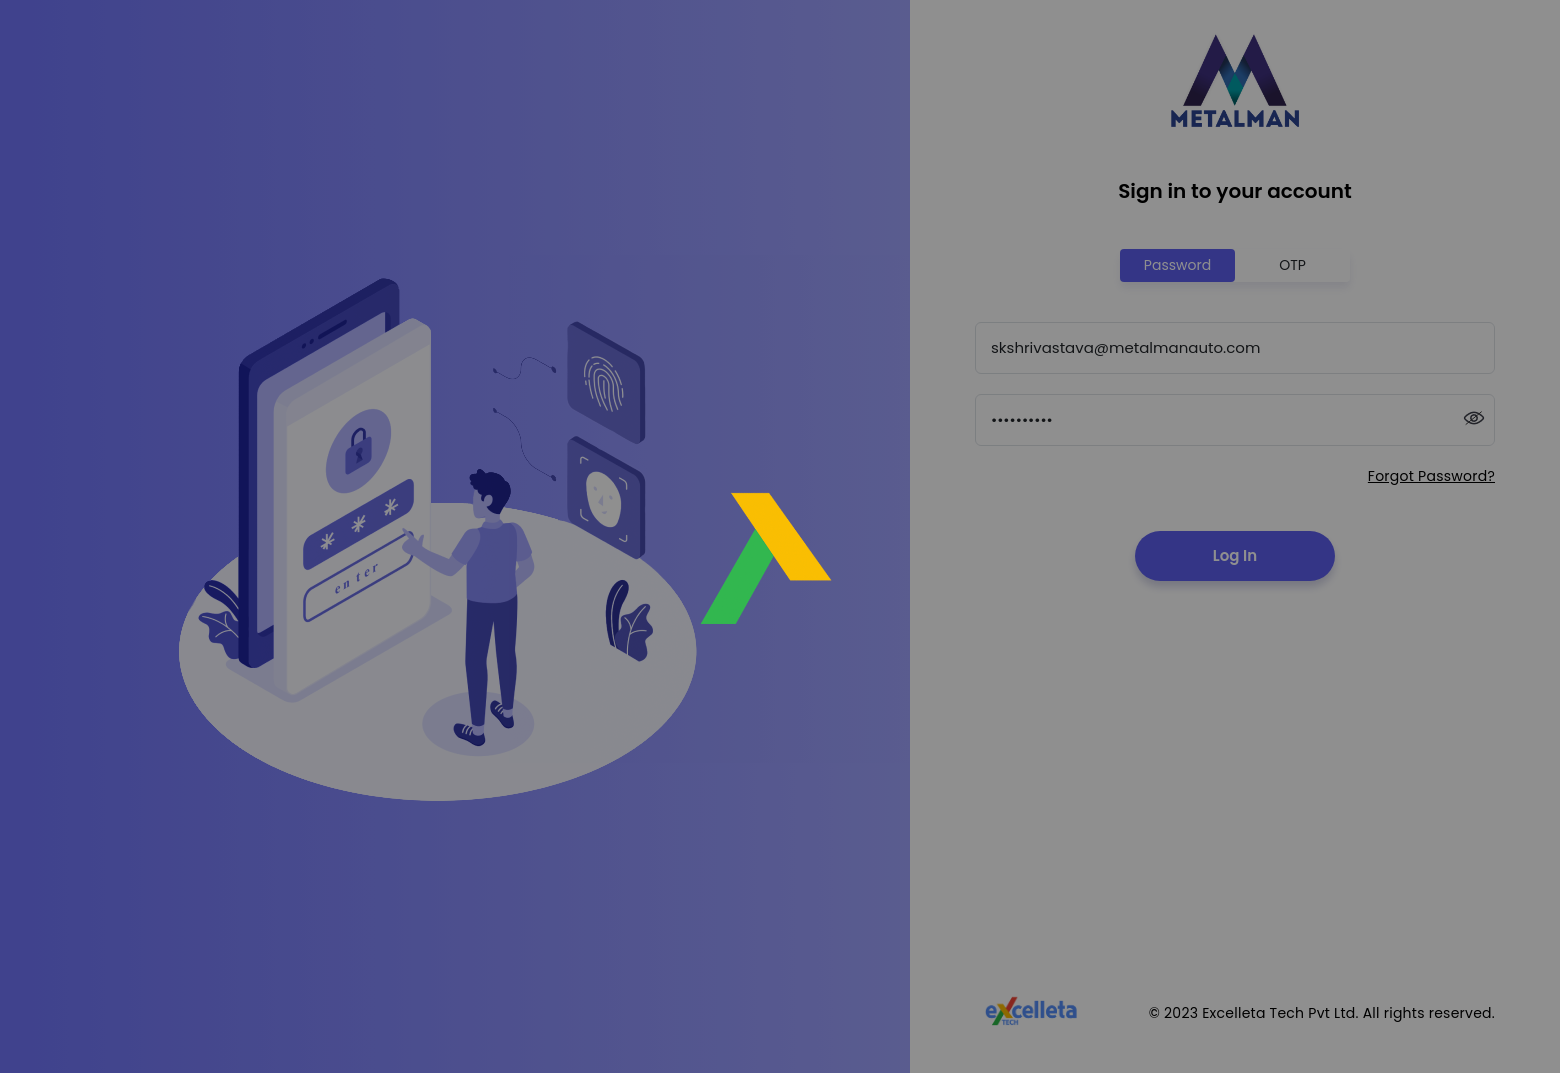 METALMAN
Sign in to your account
Password
OTP
skshrivastava@metalmanauto.com
••••••••••
Forgot Password?
Log In
* * *
enter
eXcelleta
TECH
© 2023 Excelleta Tech Pvt Ltd. All rights reserved.